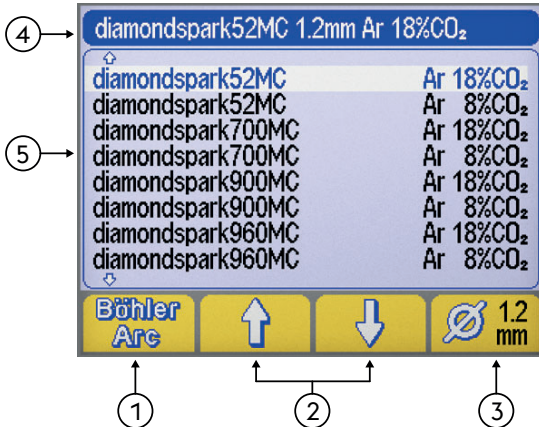 ④
diamondspark52MC 1.2mm Ar 18%CO₂
⑤
diamondspark52MC Ar 18%CO₂
diamondspark52MC Ar 8%CO₂
diamondspark700MC Ar 18%CO₂
diamondspark700MC Ar 8%CO₂
diamondspark900MC Ar 18%CO₂
diamondspark900MC Ar 8%CO₂
diamondspark960MC Ar 18%CO₂
diamondspark960MC Ar 8%CO₂
Böhler
Arc
1.2
mm
① ② ③